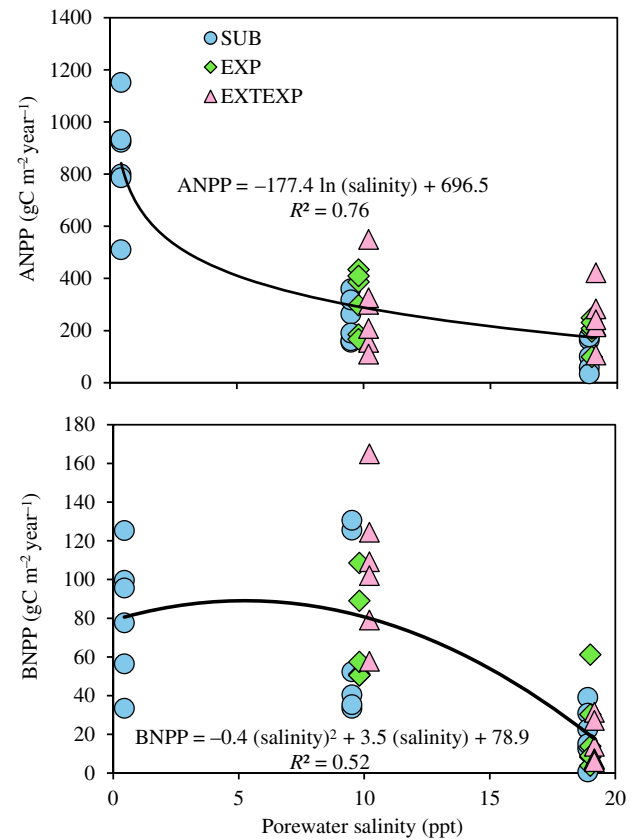 1400
1200
1000
800
600
400
200
0
ANPP (gC m⁻² year⁻¹)
SUB
EXP
EXTEXP
ANPP = –177.4 ln (salinity) + 696.5
R² = 0.76
180
160
140
120
100
80
60
40
20
0
BNPP (gC m⁻² year⁻¹)
BNPP = –0.4 (salinity)² + 3.5 (salinity) + 78.9
R² = 0.52
0 5 10 15 20
Porewater salinity (ppt)